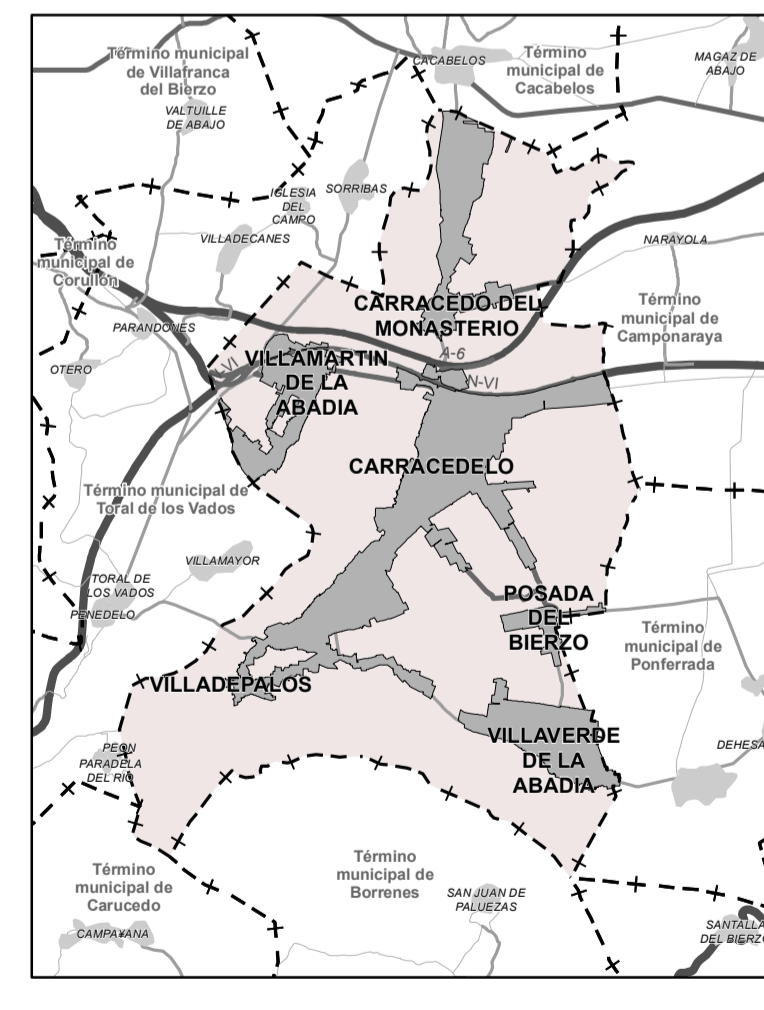 Término municipal
de Villafranca
del Bierzo
CACABELOS
Término
municipal de
Cacabelos
MAGAZ DE
ABAJO
VALTUILLE
DE ABAJO
IGLESIA
DEL
CAMPO
SORRIBAS
VILLADECANES
NARAYOLA
Término
municipal de
Corullón
CARRACEDO DEL
MONASTERIO
Término
municipal de
Camponaraya
PARANDONES
A-6
VILLAMARTIN
DE LA
ABADIA
OTERO
N-VI
CARRACEDELO
Término municipal de
Toral de los Vados
VILLAMAYOR
TORAL DE
LOS VADOS
PENEDELO
POSADA
DEL
BIERZO
Término
municipal de
Ponferrada
VILLADEPALOS
VILLAVERDE
DE LA
ABADIA
PEON
PARADELA
DEL RIO
DEHESA
Término
municipal de
Carucedo
Término
municipal de
Borrenes
SAN JUAN DE
PALUEZAS
CAMPA¥ANA
SANTALLA
DEL BIERZO